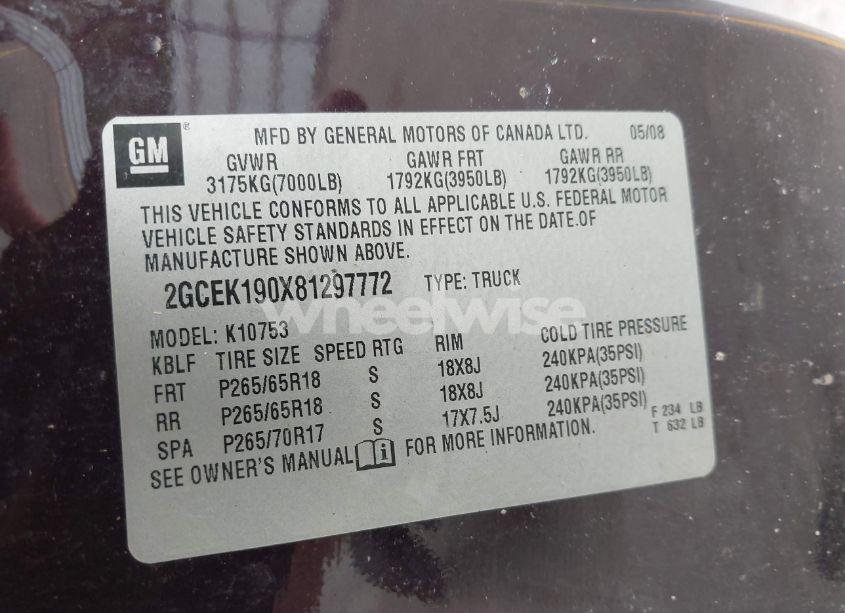 GM ® MFD BY GENERAL MOTORS OF CANADA LTD. 05/08
GVWR GAWR FRT GAWR RR
3175KG(7000LB) 1792KG(3950LB) 1792KG(3950LB)
THIS VEHICLE CONFORMS TO ALL APPLICABLE U.S. FEDERAL MOTOR
VEHICLE SAFETY STANDARDS IN EFFECT ON THE DATE.OF
MANUFACTURE SHOWN ABOVE.
2GCEK190X81297772 TYPE: TRUCK
wheelwise
MODEL: K10753
KBLF TIRE SIZE SPEED RTG RIM COLD TIRE PRESSURE
FRT P265/65R18 S 18X8J 240KPA(35PSI)
RR P265/65R18 S 18X8J 240KPA(35PSI)
SPA P265/70R17 S 17X7.5J 240KPA(35PSI)
SEE OWNER'S MANUAL i FOR MORE INFORMATION.
F 234 LB
T 632 LB